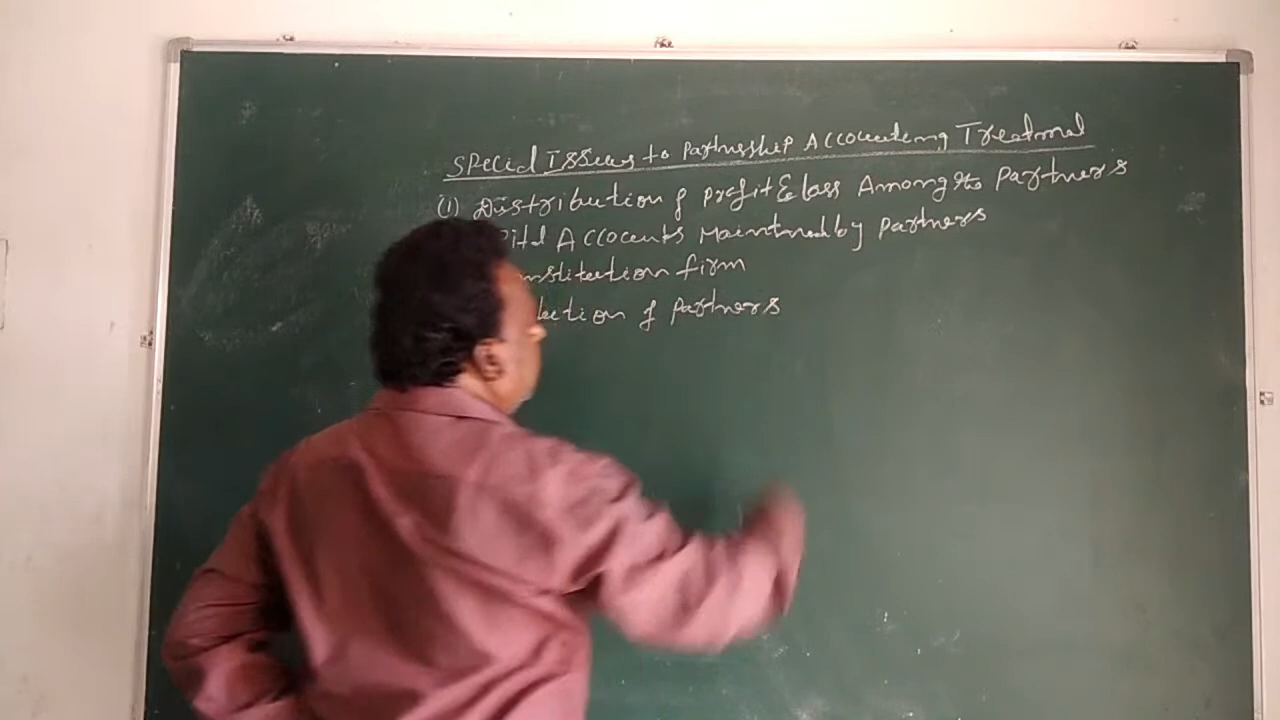 Special Issues to Partnership Accounting Treatment
(1) Distribution of Profit & Loss Among the Partners
Accounts Maintained by Partners
firm
of Partners